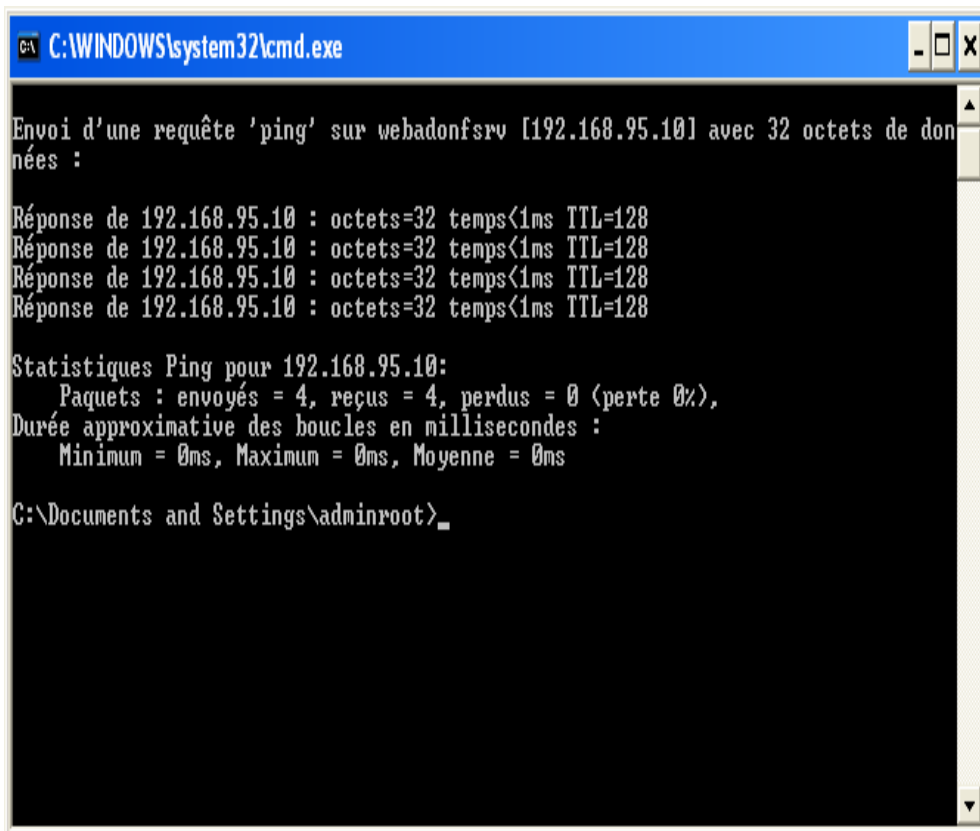 C:\WINDOWS\system32\cmd.exe
Envoi d'une requête 'ping' sur webadonfsrv [192.168.95.10] avec 32 octets de don
nées :
Réponse de 192.168.95.10 : octets=32 temps<1ms TTL=128
Réponse de 192.168.95.10 : octets=32 temps<1ms TTL=128
Réponse de 192.168.95.10 : octets=32 temps<1ms TTL=128
Réponse de 192.168.95.10 : octets=32 temps<1ms TTL=128
Statistiques Ping pour 192.168.95.10:
    Paquets : envoyés = 4, reçus = 4, perdus = 0 (perte 0%),
Durée approximative des boucles en millisecondes :
    Minimum = 0ms, Maximum = 0ms, Moyenne = 0ms
C:\Documents and Settings\adminroot>_